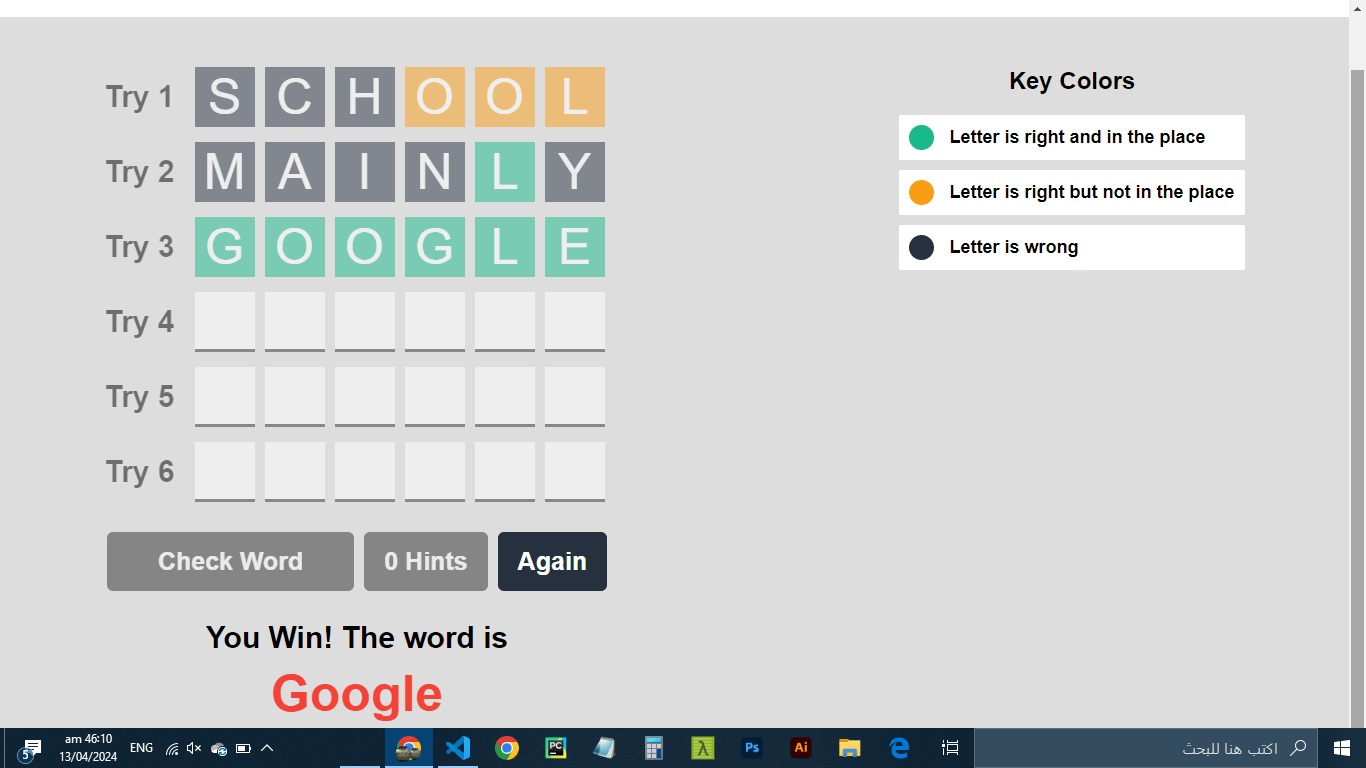 Try 1 S C H O O L
Try 2 M A I N L Y
Try 3 G O O G L E
Try 4
Try 5
Try 6
Check Word 0 Hints Again
You Win! The word is
Google
Key Colors
Letter is right and in the place
Letter is right but not in the place
Letter is wrong
5
am 46:10
13/04/2024
ENG
PC
λ
Ps
Ai
اكتب هنا للبحث